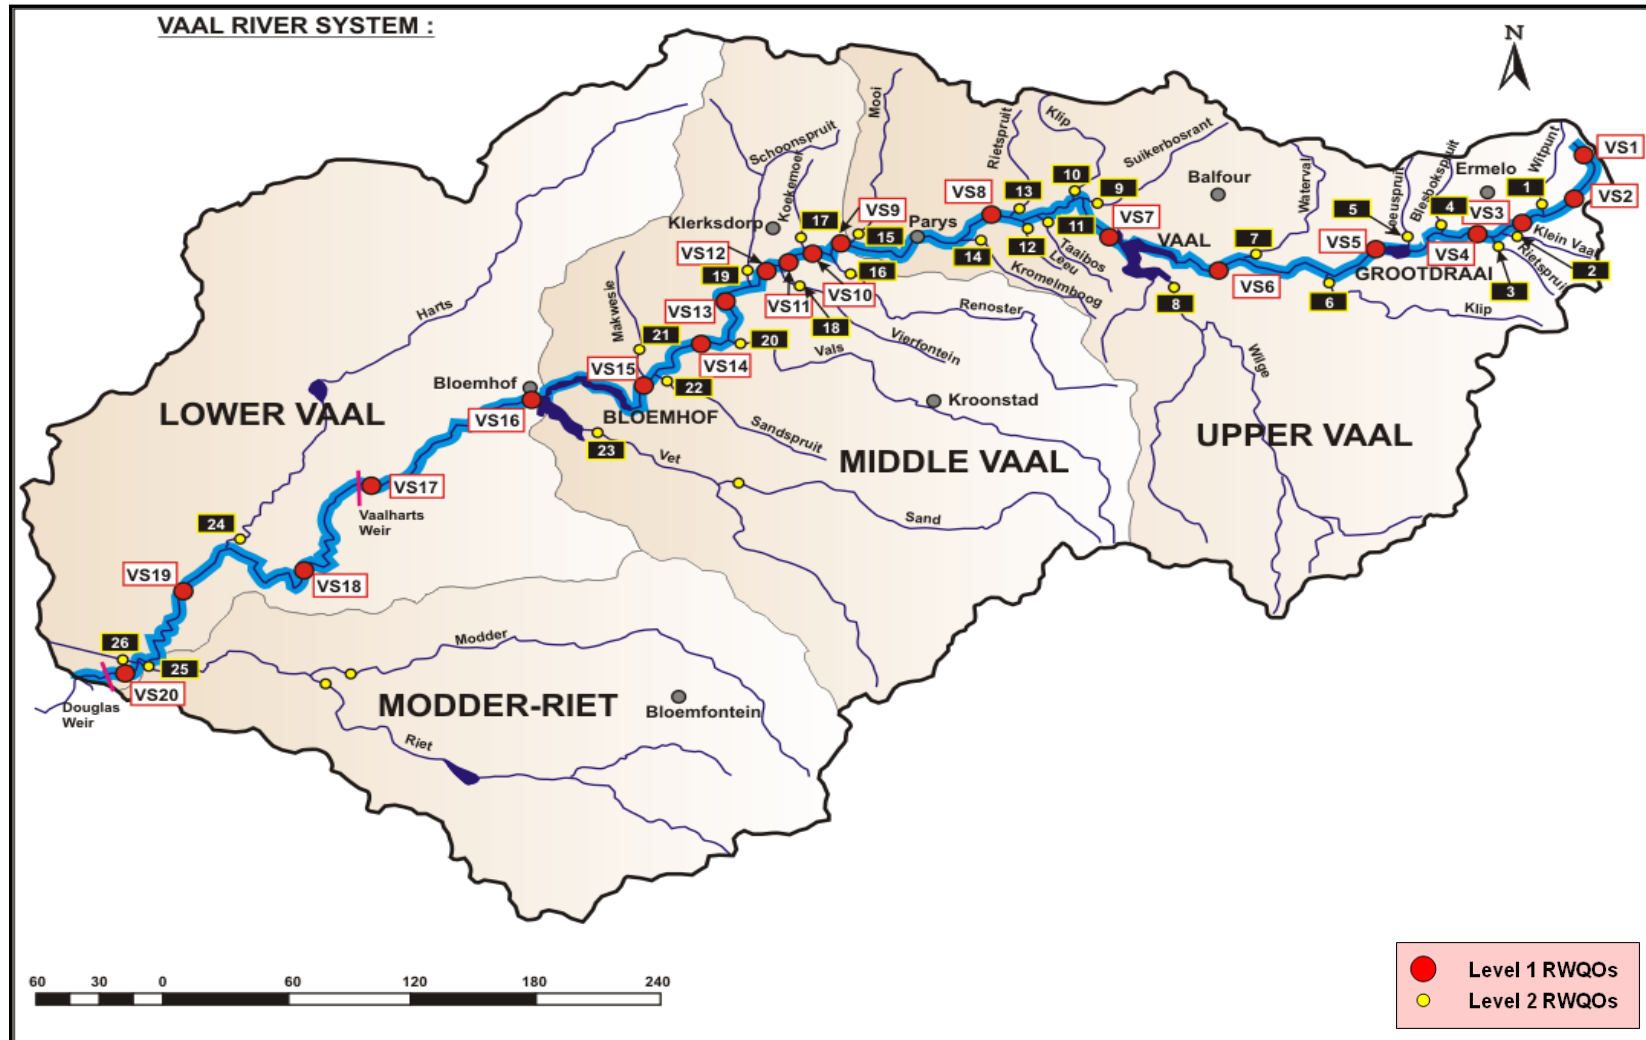 VAAL RIVER SYSTEM :
N
VS1
VS2
Witpunt
Ermelo
1
VS3
Klein Vaal
2
Rietspruit
3
VS4
4
Blesbokspruit
5
Leeuspruit
VS5
GROOTDRAAI
6
Klip
Waterval
7
VS6
Balfour
VAAL
8
Wilge
VS7
Suikerbosrant
9
10
Klip
11
Taaibos
Leeu
12
13
Rietspruit
VS8
14
Kromelmboog
Parys
15
VS9
Mooi
16
Renoster
VS10
17
Koekemoer
Schoonspruit
Klerksdorp
VS11
18
Vierfontein
VS12
19
VS13
20
Vals
VS14
Makwesie
21
VS15
22
Sandspruit
BLOEMHOF
Bloemhof
VS16
23
Vet
Sand
Kroonstad
MIDDLE VAAL
UPPER VAAL
LOWER VAAL
Harts
VS17
Vaalharts
Weir
VS18
24
VS19
26
25
VS20
Douglas
Weir
Modder
MODDER-RIET
Bloemfontein
Riet
60 30 0 60 120 180 240
Level 1 RWQOs
Level 2 RWQOs